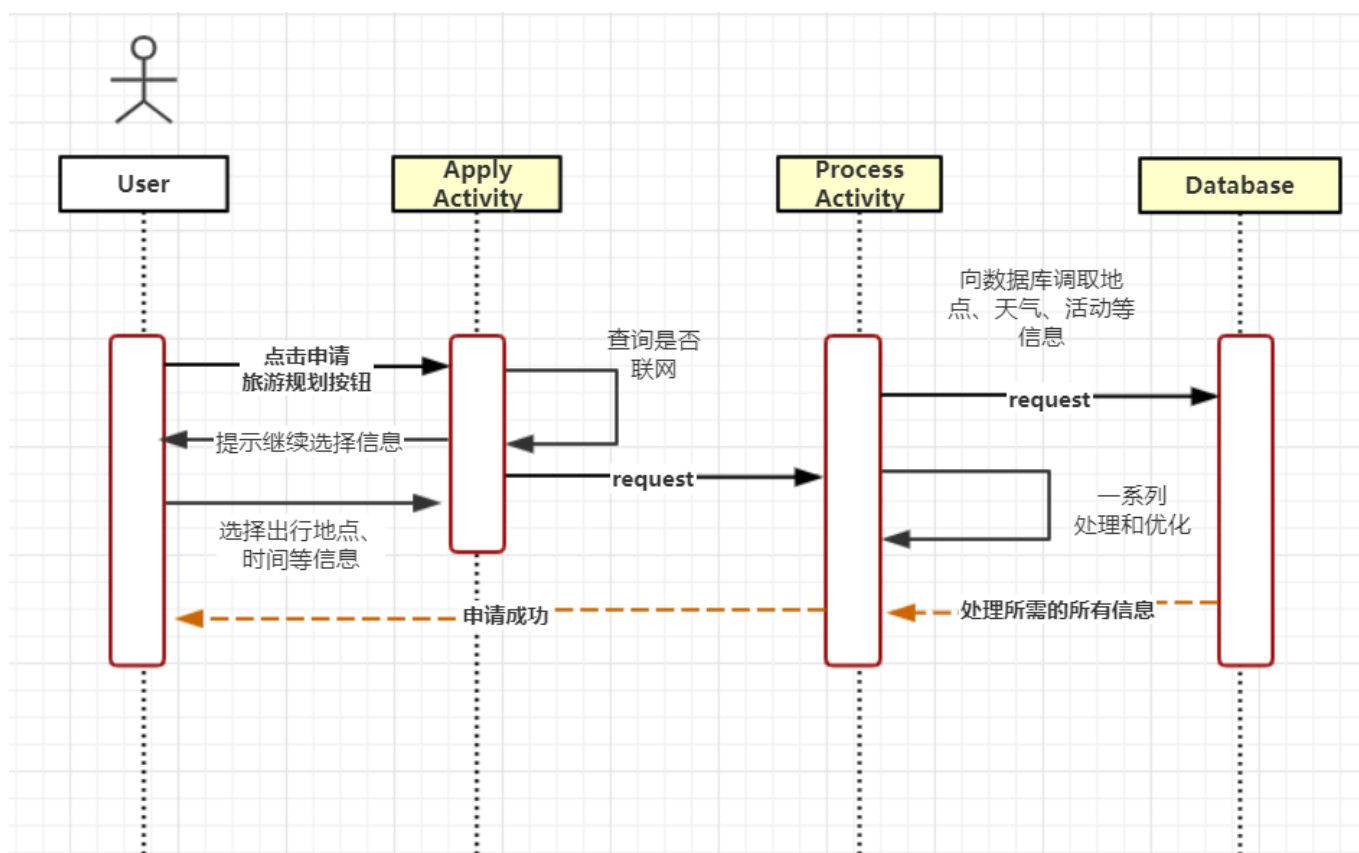 User
Apply
Activity
Process
Activity
Database
向数据库调取地
点、天气、活动等
信息
查询是否
联网
点击申请
旅游规划按钮
request
提示继续选择信息
request
一系列
处理和优化
选择出行地点、
时间等信息
申请成功
处理所需的所有信息